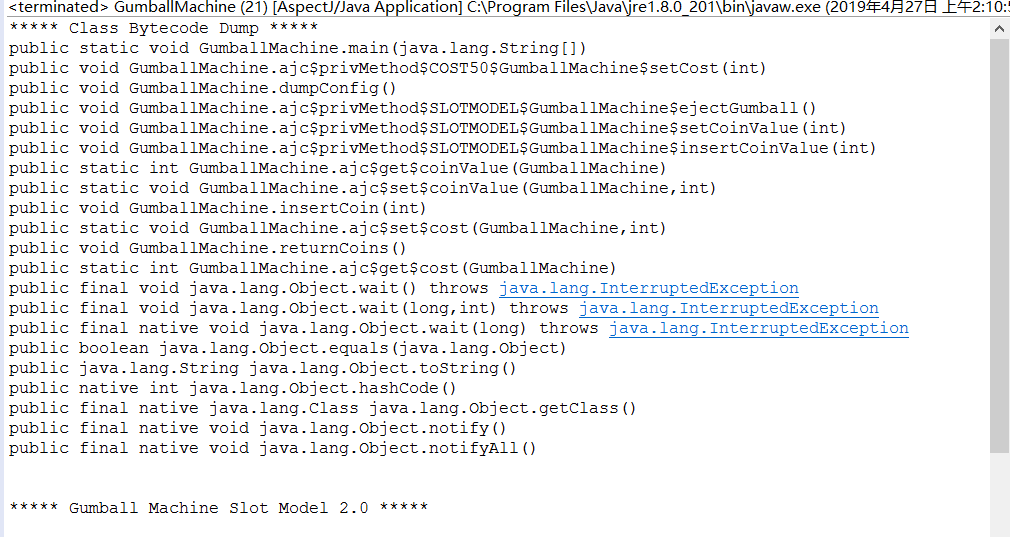 <terminated> GumballMachine (21) [AspectJ/Java Application] C:\Program Files\Java\jre1.8.0_201\bin\javaw.exe (2019年4月27日 上午2:10:5
***** Class Bytecode Dump *****
public static void GumballMachine.main(java.lang.String[])
public void GumballMachine.ajc$privMethod$COST50$GumballMachine$setCost(int)
public void GumballMachine.dumpConfig()
public void GumballMachine.ajc$privMethod$SLOTMODEL$GumballMachine$ejectGumball()
public void GumballMachine.ajc$privMethod$SLOTMODEL$GumballMachine$setCoinValue(int)
public void GumballMachine.ajc$privMethod$SLOTMODEL$GumballMachine$insertCoinValue(int)
public static int GumballMachine.ajc$get$coinValue(GumballMachine)
public static void GumballMachine.ajc$set$coinValue(GumballMachine,int)
public void GumballMachine.insertCoin(int)
public static void GumballMachine.ajc$set$cost(GumballMachine,int)
public void GumballMachine.returnCoins()
public static int GumballMachine.ajc$get$cost(GumballMachine)
public final void java.lang.Object.wait() throws java.lang.InterruptedException
public final void java.lang.Object.wait(long,int) throws java.lang.InterruptedException
public final native void java.lang.Object.wait(long) throws java.lang.InterruptedException
public boolean java.lang.Object.equals(java.lang.Object)
public java.lang.String java.lang.Object.toString()
public native int java.lang.Object.hashCode()
public final native java.lang.Class java.lang.Object.getClass()
public final native void java.lang.Object.notify()
public final native void java.lang.Object.notifyAll()
***** Gumball Machine Slot Model 2.0 *****